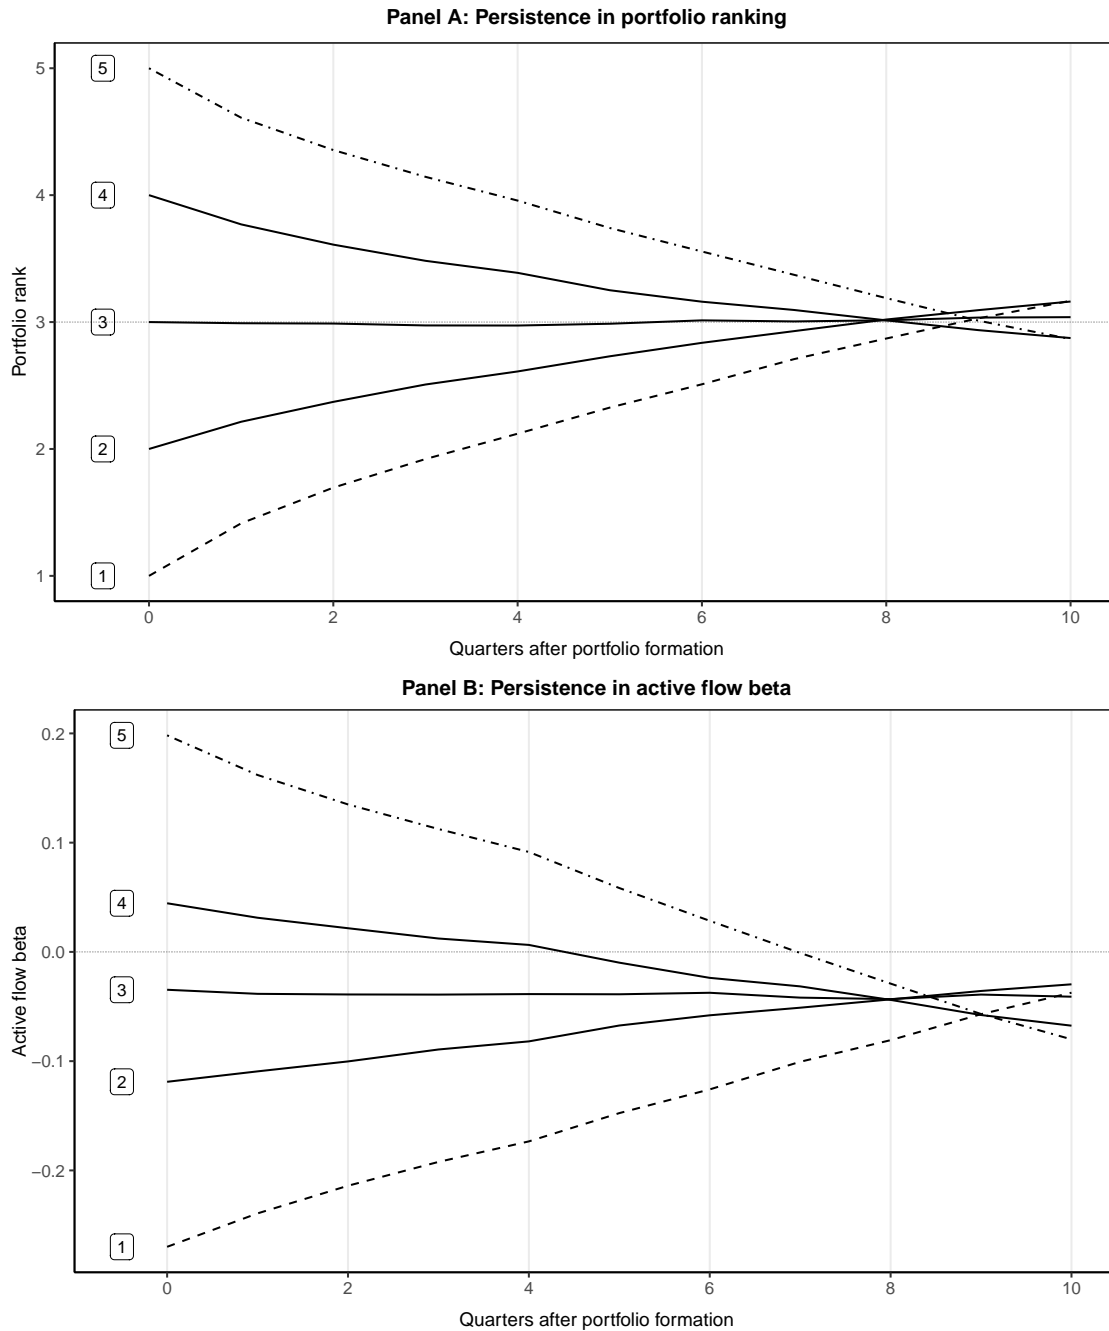 Panel A: Persistence in portfolio ranking
5
5
4
4
Portfolio rank
3
3
2
2
1
1
0 2 4 6 8 10
Quarters after portfolio formation
Panel B: Persistence in active flow beta
0.2
5
0.1
4
0.0
Active flow beta
3
−0.1
2
−0.2
1
0 2 4 6 8 10
Quarters after portfolio formation